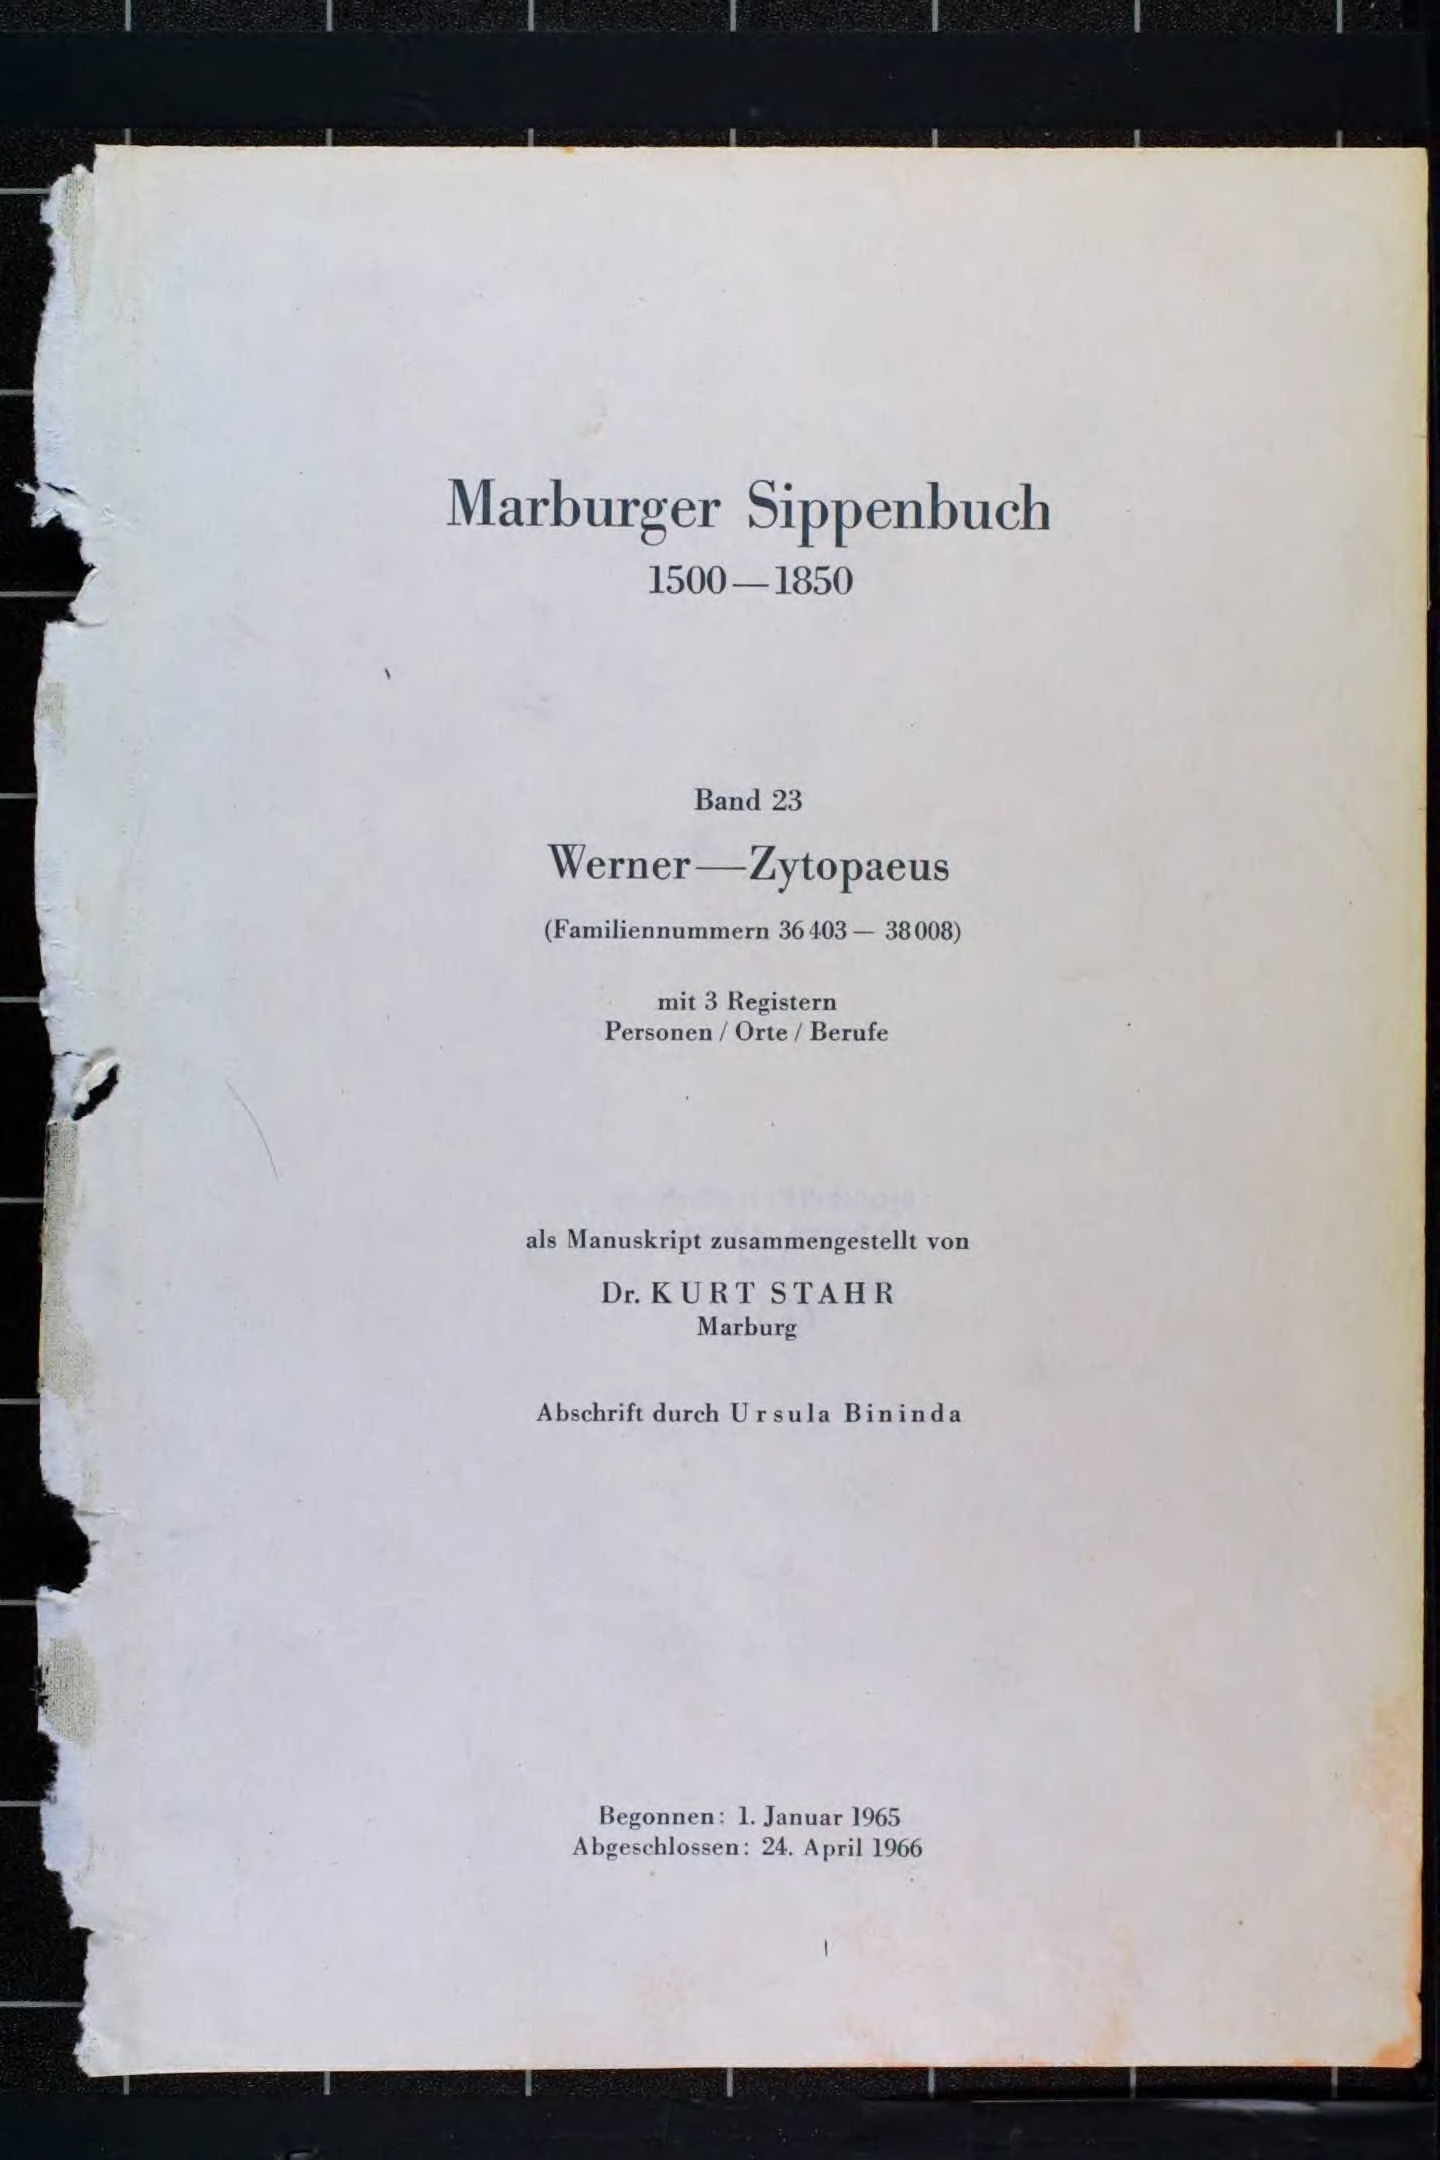 Marburger Sippenbuch
1500—1850
Band 23
Werner—Zytopaeus
(Familiennummern 36 403 — 38 008)
mit 3 Registern
Personen / Orte / Berufe
als Manuskript zusammengestellt von
Dr. KURT STAHR
Marburg
Abschrift durch Ursula Bininda
Begonnen: 1. Januar 1965
Abgeschlossen: 24. April 1966